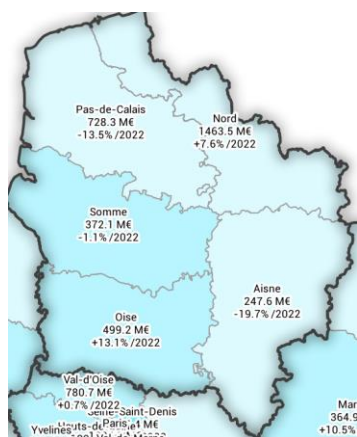 Pas-de-Calais
728.3 M€
-13.5% /2022
Nord
1463.5 M€
+7.6% /2022
Somme
372.1 M€
-1.1% /2022
Aisne
247.6 M€
-19.7% /2022
Oise
499.2 M€
+13.1% /2022
Val-d'Oise
780.7 M€
+0.7% /2022
Seine-Saint-Denis
Mar
364.9
+10.5%
Yvelines
Paris
4 M€